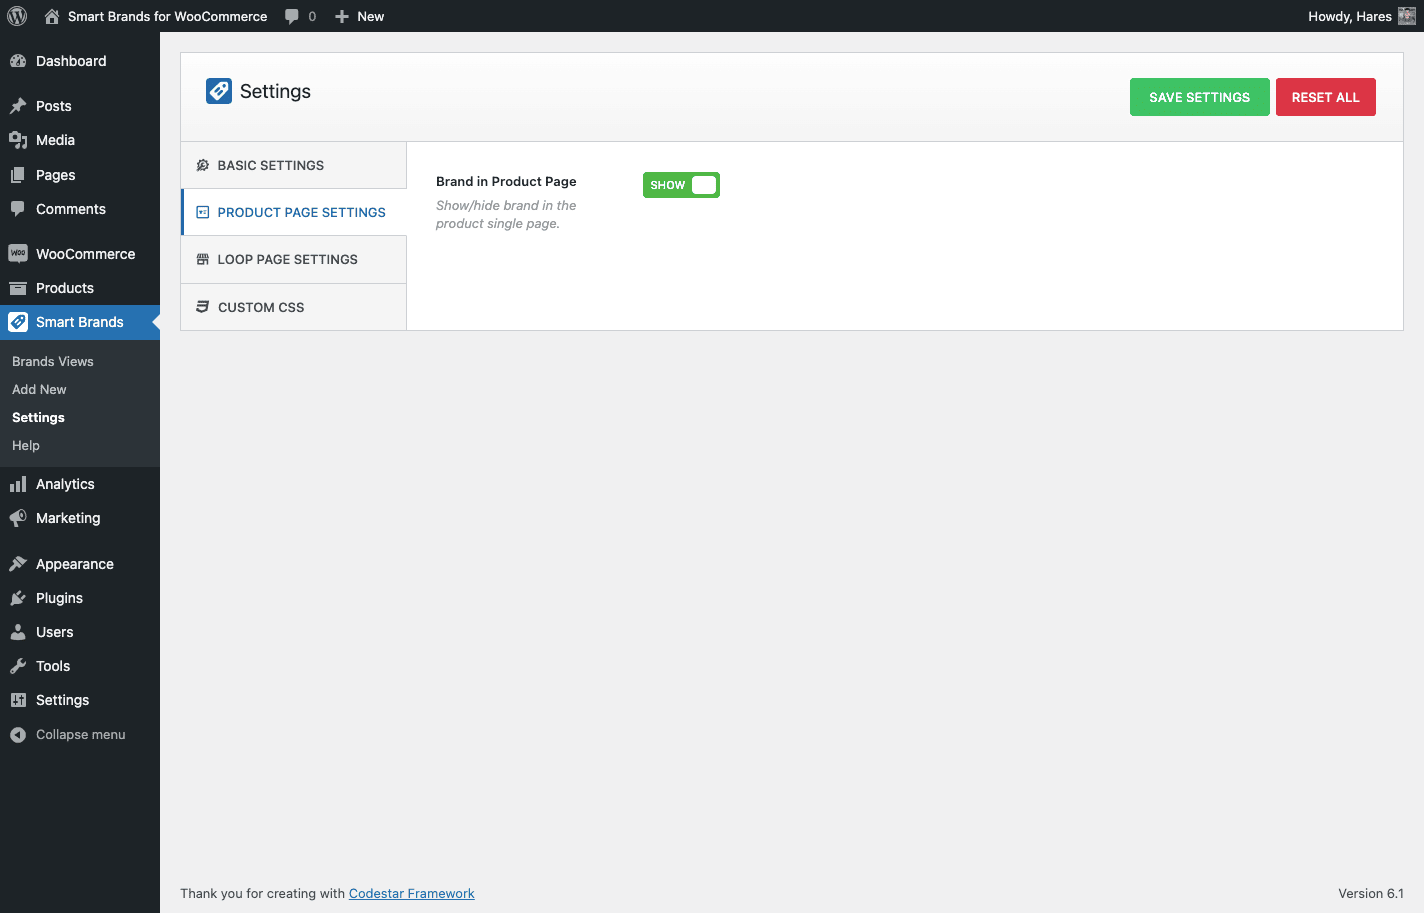 Smart Brands for WooCommerce 0 New Howdy, Hares
Dashboard
Posts
Media
Pages
Comments
WooCommerce
Products
Smart Brands
Brands Views
Add New
Settings
Help
Analytics
Marketing
Appearance
Plugins
Users
Tools
Settings
Collapse menu
Settings
SAVE SETTINGS RESET ALL
BASIC SETTINGS
PRODUCT PAGE SETTINGS
LOOP PAGE SETTINGS
CUSTOM CSS
Brand in Product Page
Show/hide brand in the
product single page.
SHOW
Thank you for creating with Codestar Framework
Version 6.1